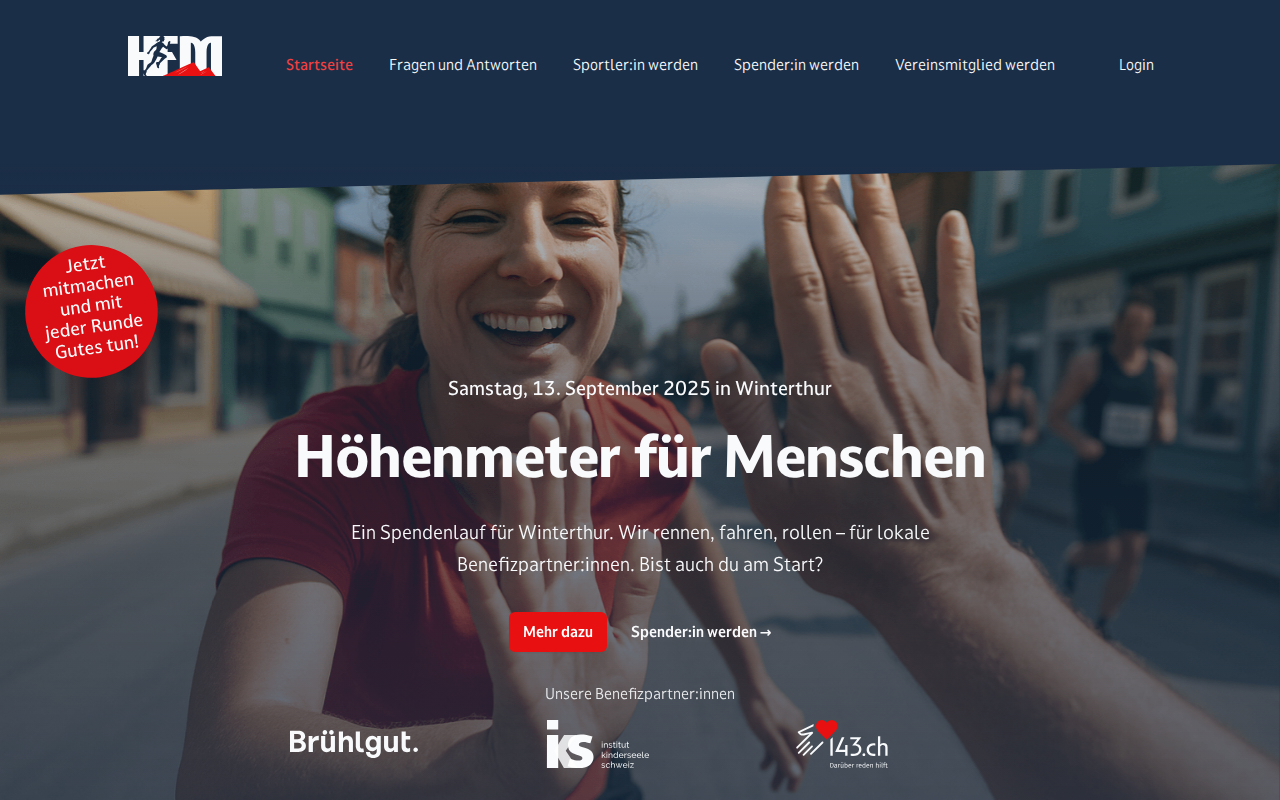 HFM
Startseite
Fragen und Antworten
Sportler:in werden
Spender:in werden
Vereinsmitglied werden
Login
Jetzt
mitmachen
und mit
jeder Runde
Gutes tun!
Samstag, 13. September 2025 in Winterthur
Höhenmeter für Menschen
Ein Spendenlauf für Winterthur. Wir rennen, fahren, rollen – für lokale
Benefizpartner:innen. Bist auch du am Start?
Mehr dazu
Spender:in werden →
Unsere Benefizpartner:innen
Brühlgut.
iks
institut
kinderseele
schweiz
143.ch
Darüber reden hilft